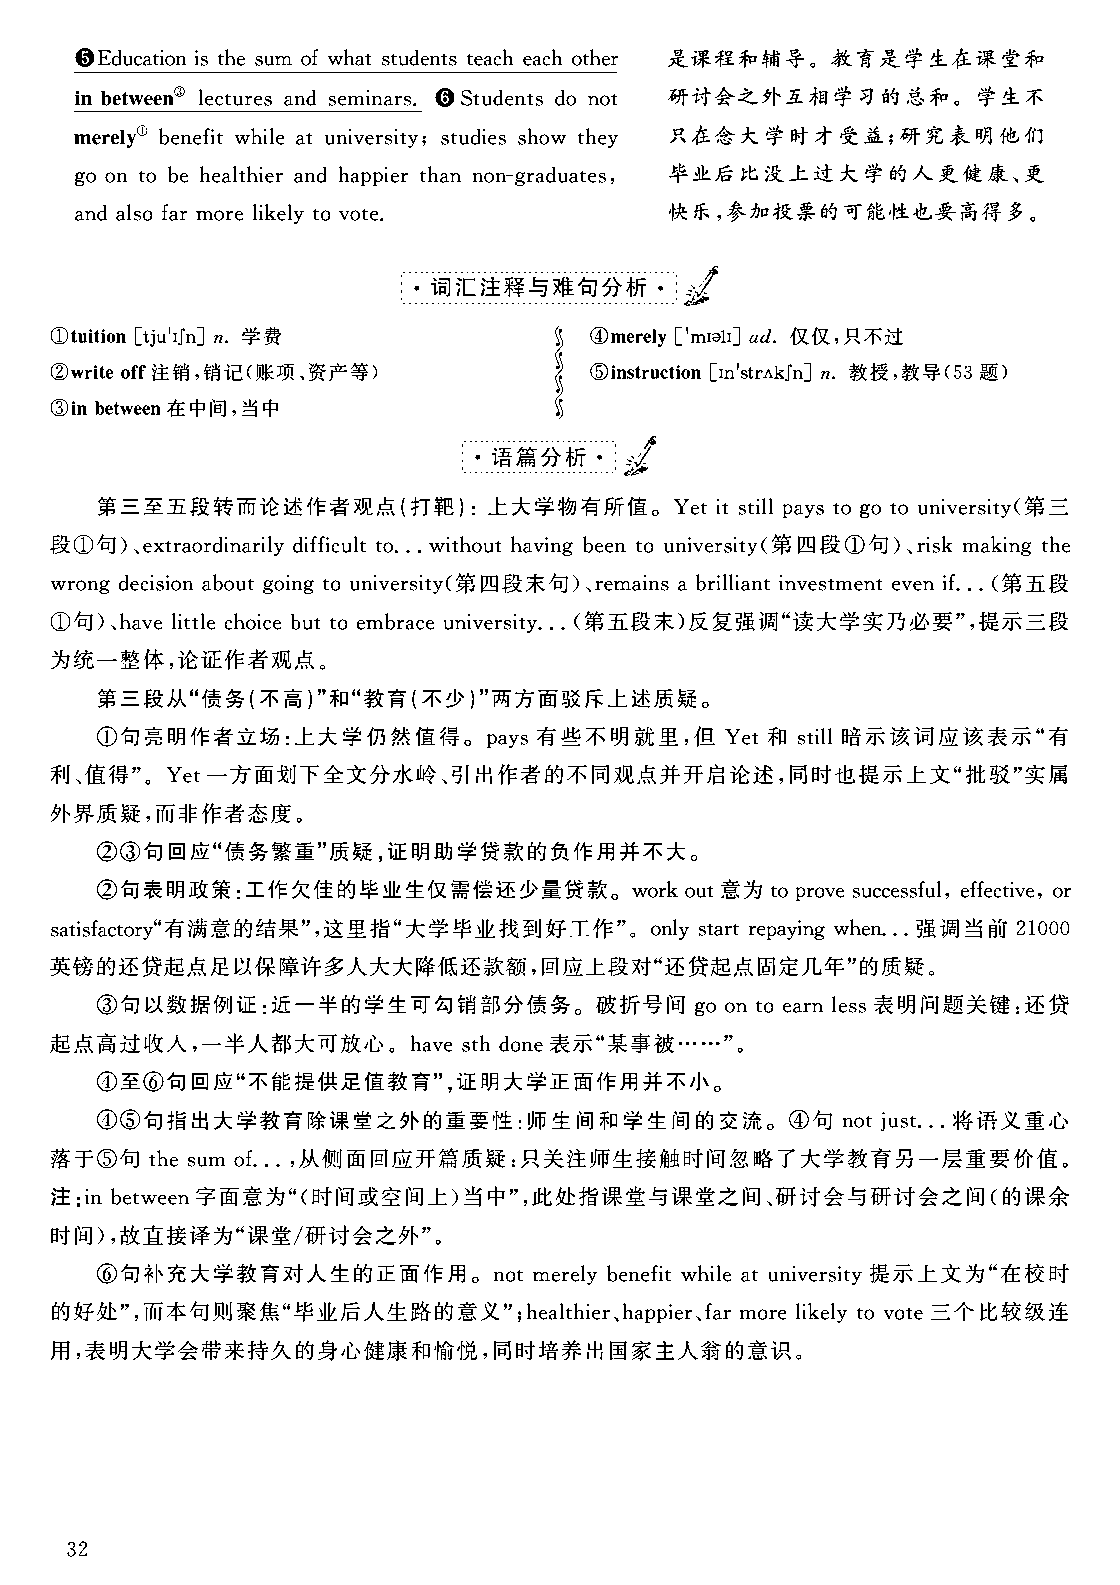 ❺Education is the sum of what students teach each other
in between③ lectures and seminars. ❻Students do not
merely④ benefit while at university; studies show they
go on to be healthier and happier than non-graduates,
and also far more likely to vote.
是课程和辅导。教育是学生在课堂和
研讨会之外互相学习的总和。学生不
只在念大学时才受益;研究表明他们
毕业后比没上过大学的人更健康、更
快乐,参加投票的可能性也要高得多。
·词汇注释与难句分析·
①tuition [tjuˈɪʃn] n. 学费
②write off 注销,销记(账项、资产等)
③in between 在中间,当中
④merely [ˈmɪəlɪ] ad. 仅仅,只不过
⑤instruction [ɪnˈstrʌkʃn] n. 教授,教导(53 题)
·语篇分析·
第三至五段转而论述作者观点(打靶): 上大学物有所值。Yet it still pays to go to university(第三
段①句)、extraordinarily difficult to...without having been to university(第四段①句)、risk making the
wrong decision about going to university(第四段末句)、remains a brilliant investment even if...(第五段
①句)、have little choice but to embrace university...(第五段末)反复强调“读大学实乃必要”,提示三段
为统一整体,论证作者观点。
第三段从“债务(不高)”和“教育(不少)”两方面驳斥上述质疑。
①句亮明作者立场:上大学仍然值得。pays 有些不明就里,但 Yet 和 still 暗示该词应该表示“有
利、值得”。Yet 一方面划下全文分水岭、引出作者的不同观点并开启论述,同时也提示上文“批驳”实属
外界质疑,而非作者态度。
②③句回应“债务繁重”质疑,证明助学贷款的负作用并不大。
②句表明政策:工作欠佳的毕业生仅需偿还少量贷款。work out 意为 to prove successful, effective, or
satisfactory“有满意的结果”,这里指“大学毕业找到好工作”。only start repaying when...强调当前 21000
英镑的还贷起点足以保障许多人大大降低还款额,回应上段对“还贷起点固定几年”的质疑。
③句以数据例证:近一半的学生可勾销部分债务。破折号间 go on to earn less 表明问题关键:还贷
起点高过收入,一半人都大可放心。have sth done 表示“某事被……”。
④至⑥句回应“不能提供足值教育”,证明大学正面作用并不小。
④⑤句指出大学教育除课堂之外的重要性:师生间和学生间的交流。④句 not just...将语义重心
落于⑤句 the sum of...,从侧面回应开篇质疑:只关注师生接触时间忽略了大学教育另一层重要价值。
注:in between 字面意为“(时间或空间上)当中”,此处指课堂与课堂之间、研讨会与研讨会之间(的课余
时间),故直接译为“课堂/研讨会之外”。
⑥句补充大学教育对人生的正面作用。not merely benefit while at university 提示上文为“在校时
的好处”,而本句则聚焦“毕业后人生路的意义”;healthier、happier、far more likely to vote 三个比较级连
用,表明大学会带来持久的身心健康和愉悦,同时培养出国家主人翁的意识。
32